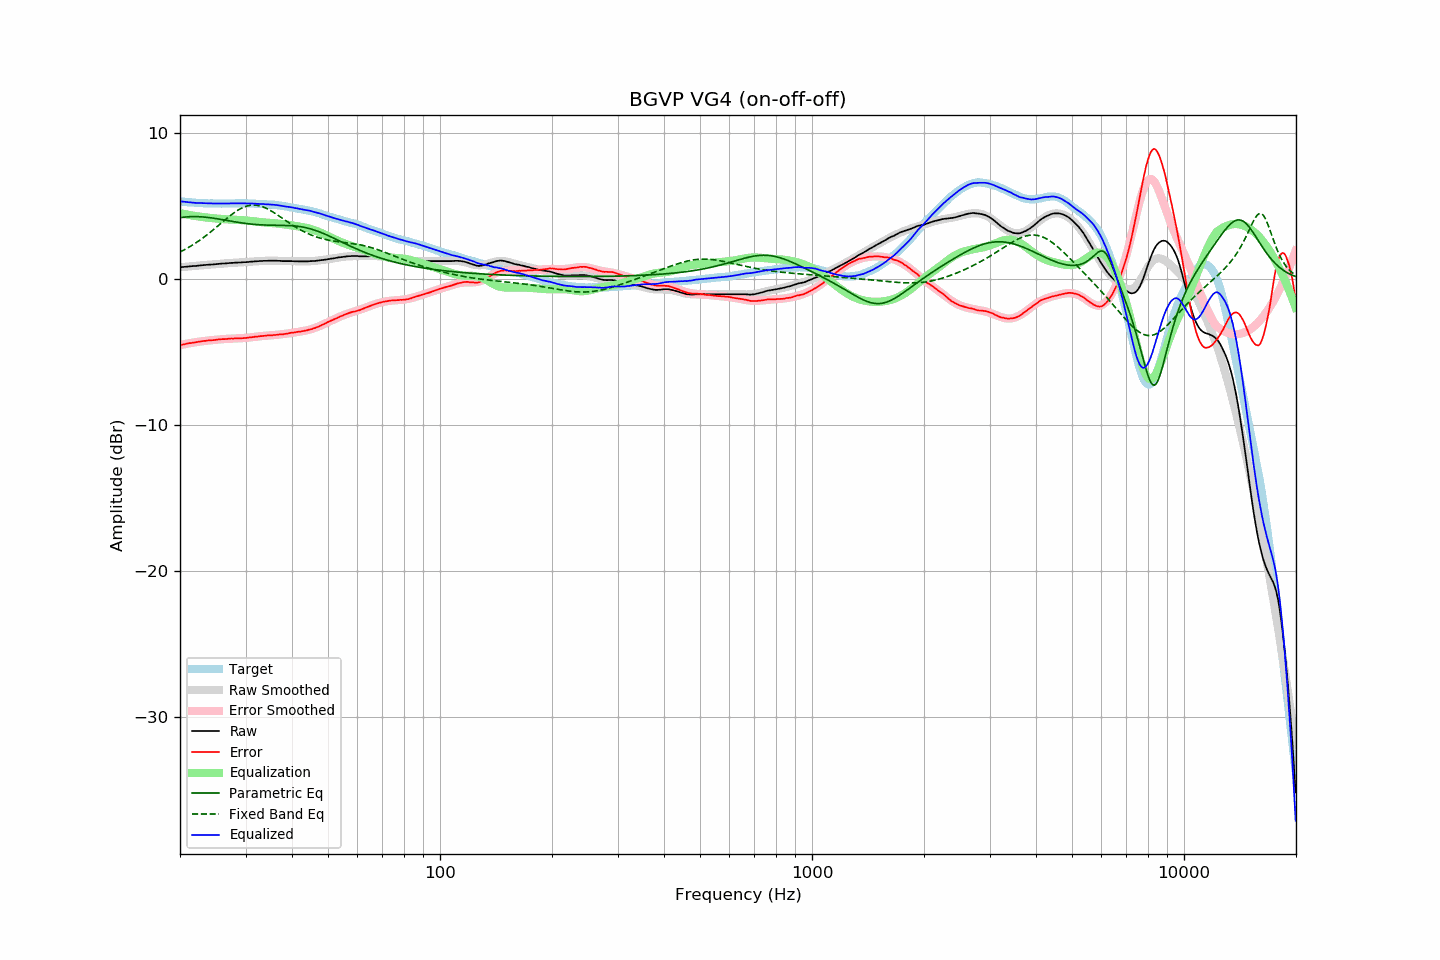 BGVP VG4 (on-off-off)
10
0
−10
−20
−30
Amplitude (dBr)
Target
Raw Smoothed
Error Smoothed
Raw
Error
Equalization
Parametric Eq
Fixed Band Eq
Equalized
100
1000
10000
Frequency (Hz)